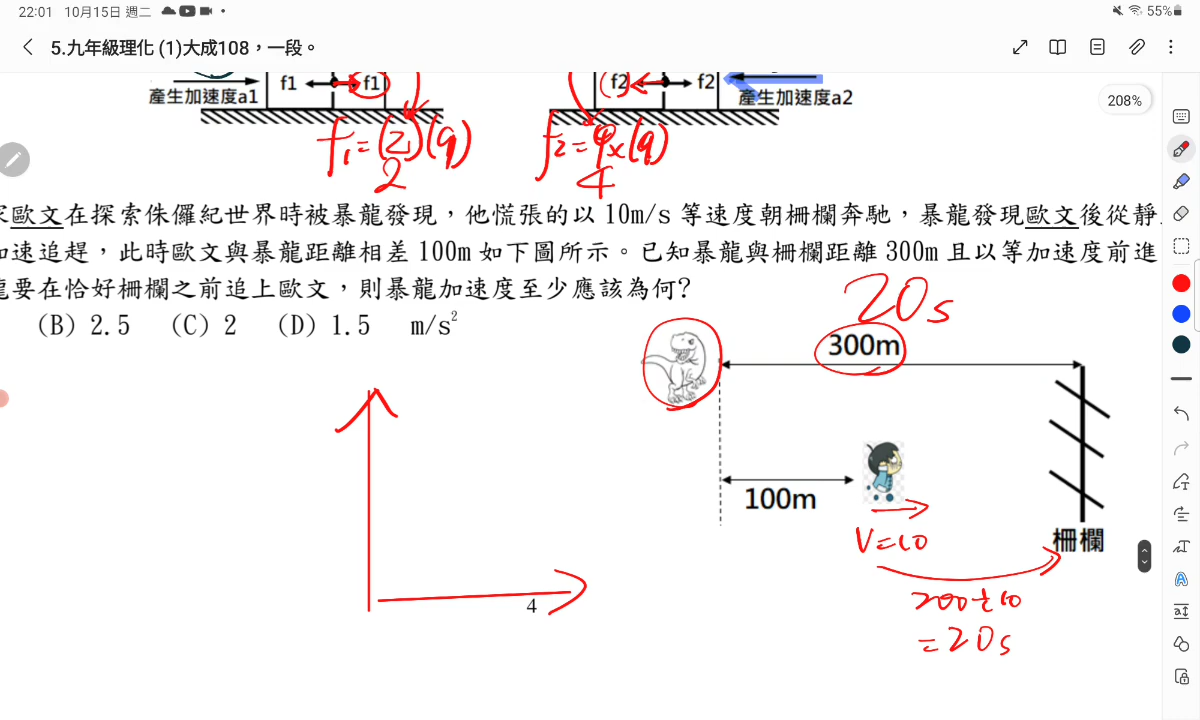 22:01 10月15日 週二 55%
5.九年級理化 (1)大成108，一段。
208%
f1 f1 f2 f2
產生加速度a1 產生加速度a2
家歐文在探索侏儸紀世界時被暴龍發現，他慌張的以 10m/s 等速度朝柵欄奔馳，暴龍發現歐文後從靜
加速追趕，此時歐文與暴龍距離相差 100m 如下圖所示。已知暴龍與柵欄距離 300m 且以等加速度前進
龍要在恰好柵欄之前追上歐文，則暴龍加速度至少應該為何?
(B) 2.5 (C) 2 (D) 1.5 m/s²
20s
300m
100m
V=10
柵欄
200÷10
=20s
4